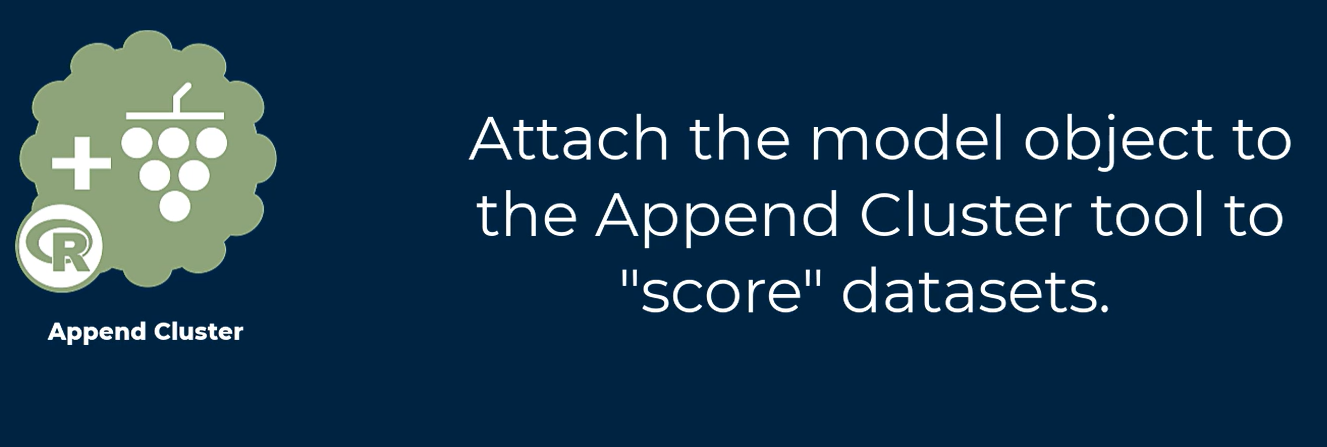 Attach the model object to
the Append Cluster tool to
"score" datasets.
R
Append Cluster